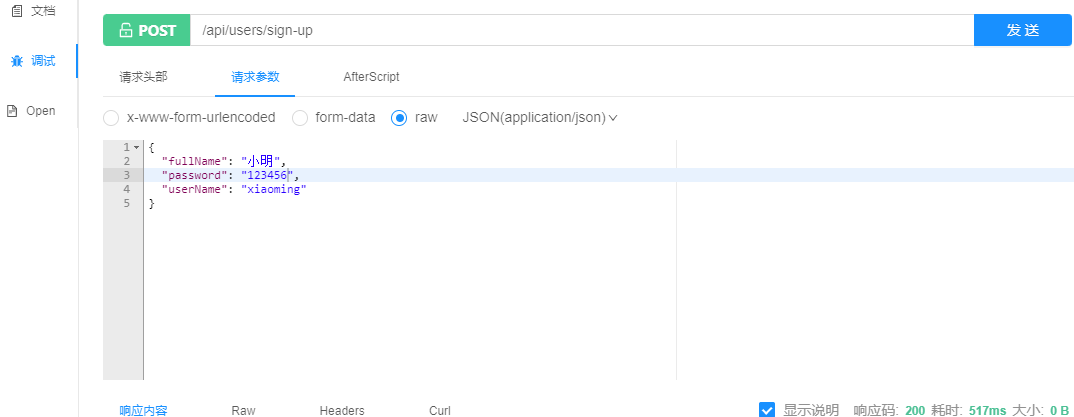 文档
POST /api/users/sign-up 发 送
调试
请求头部 请求参数 AfterScript
Open
x-www-form-urlencoded form-data raw JSON(application/json)
1 {
2 "fullName": "小明",
3 "password": "123456",
4 "userName": "xiaoming"
5 }
响应内容 Raw Headers Curl 显示说明 响应码: 200 耗时: 517ms 大小: 0 B